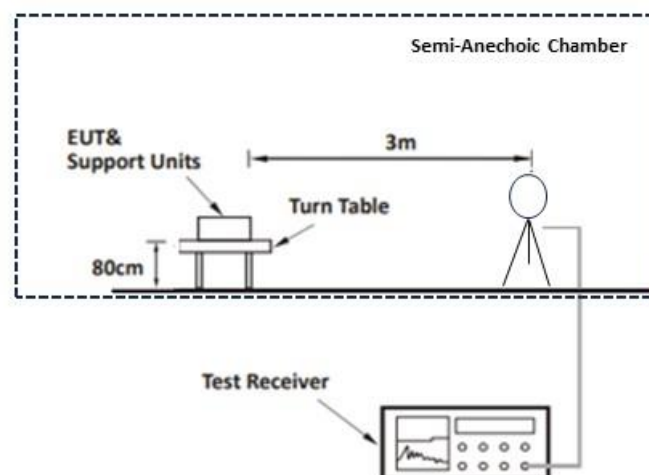 Semi-Anechoic Chamber
EUT&
Support Units
3m
Turn Table
80cm
Test Receiver